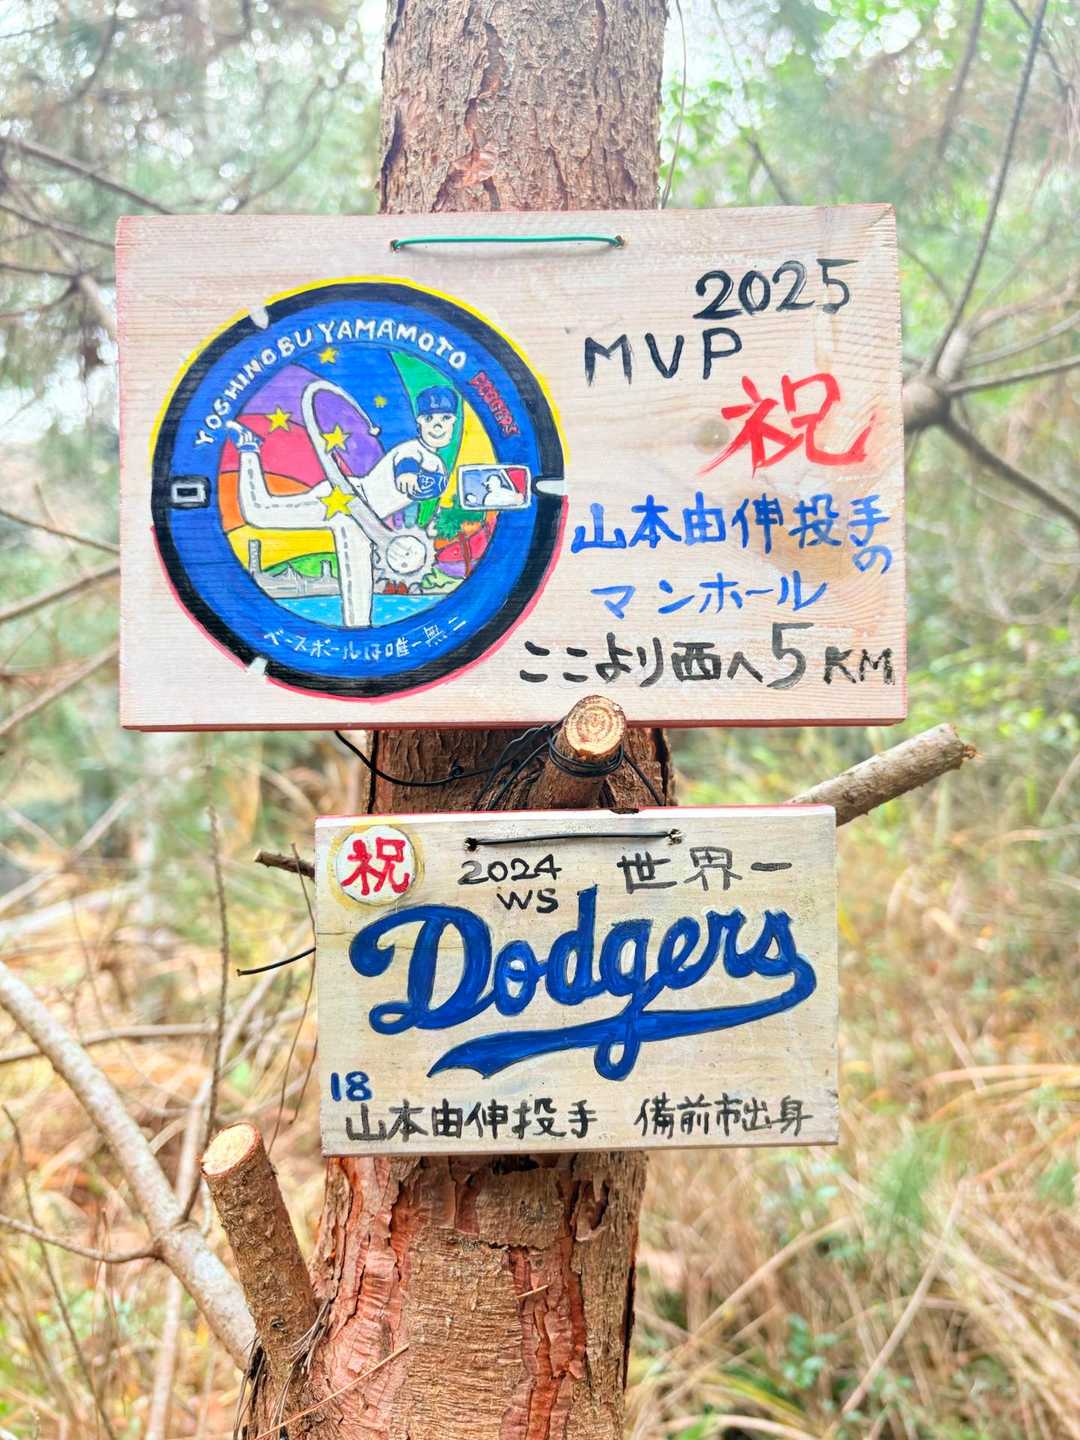 2025
MVP
祝
YOSHINOBU YAMAMOTO
DODGERS
LA
ベースボールは唯一無二
山本由伸投手の
マンホール
ここより西へ5KM
祝
2024
WS
世界一
Dodgers
18
山本由伸投手 備前市出身